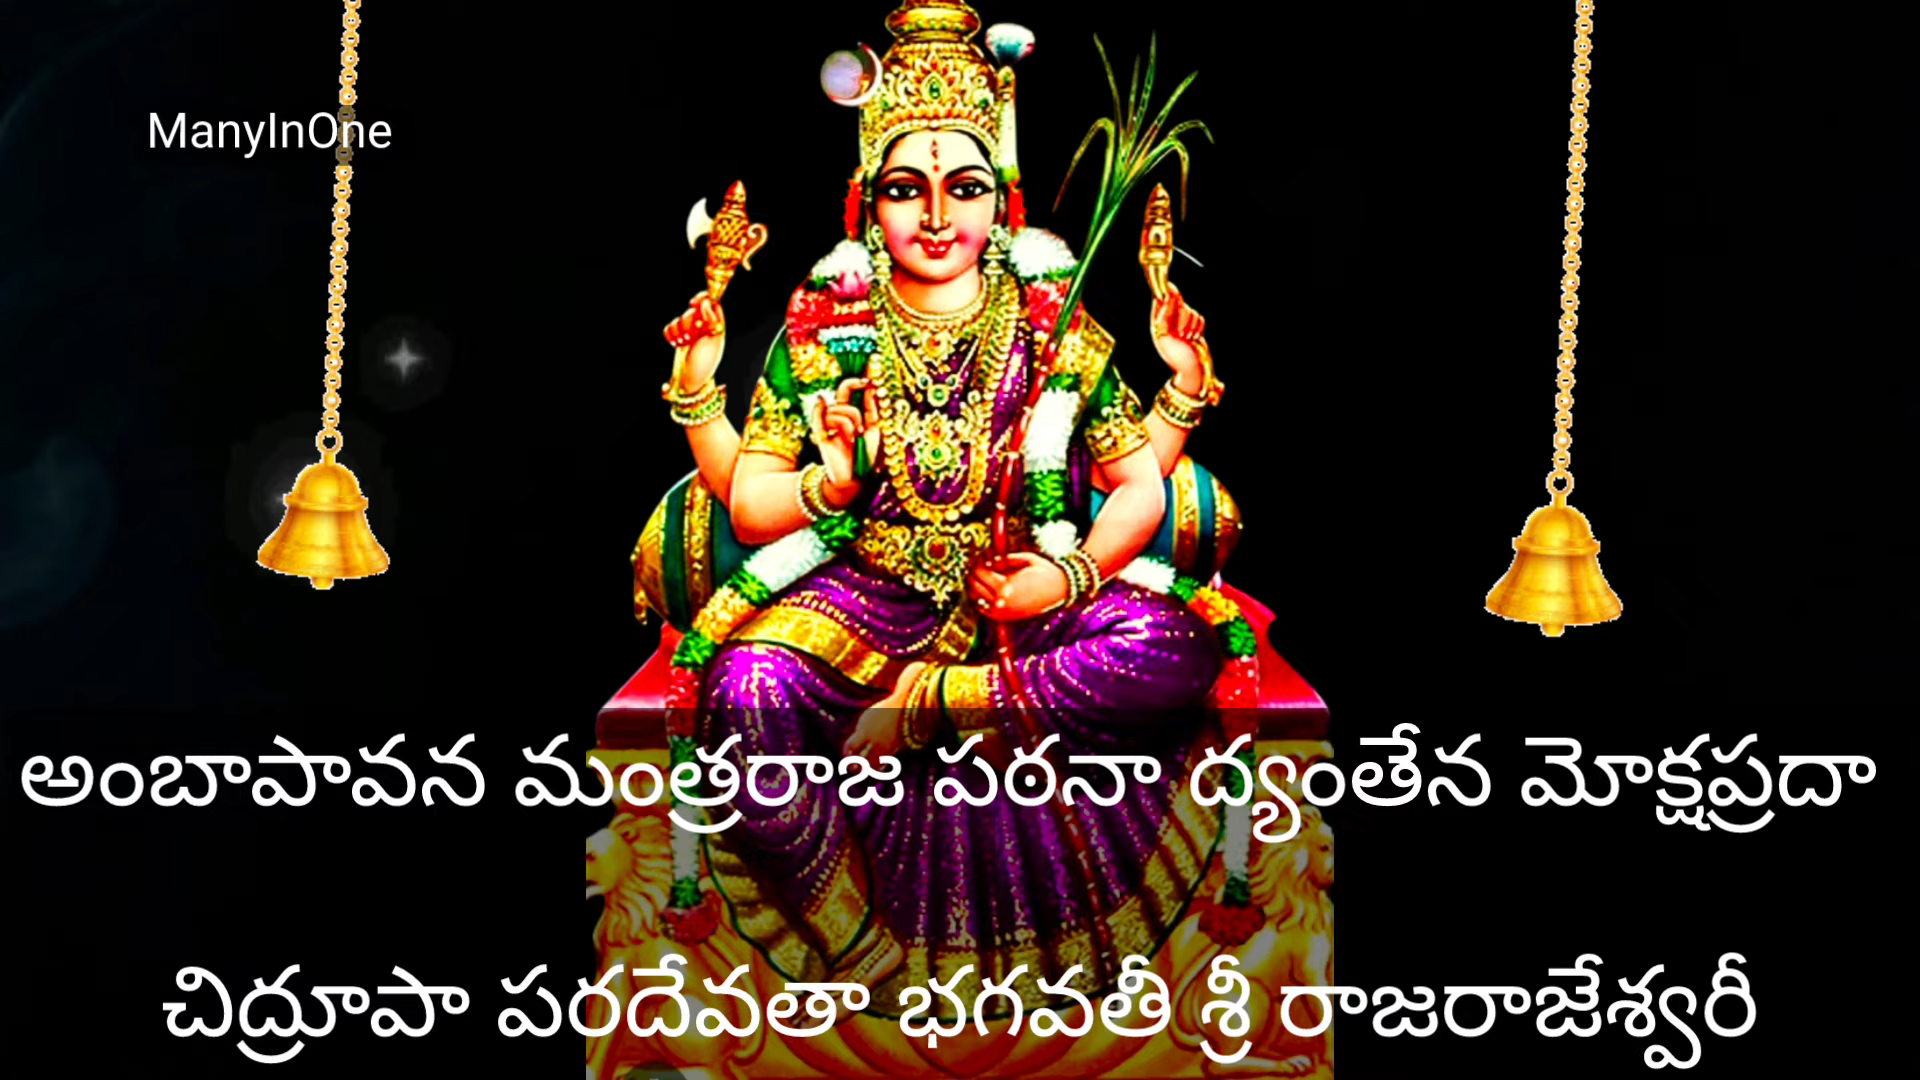 ManyInOne
అంబాపావన మంత్రరాజ పఠనా ద్యంతేన మోక్షప్రదా
చిద్రూపా పరదేవతా భగవతీ శ్రీ రాజరాజేశ్వరీ